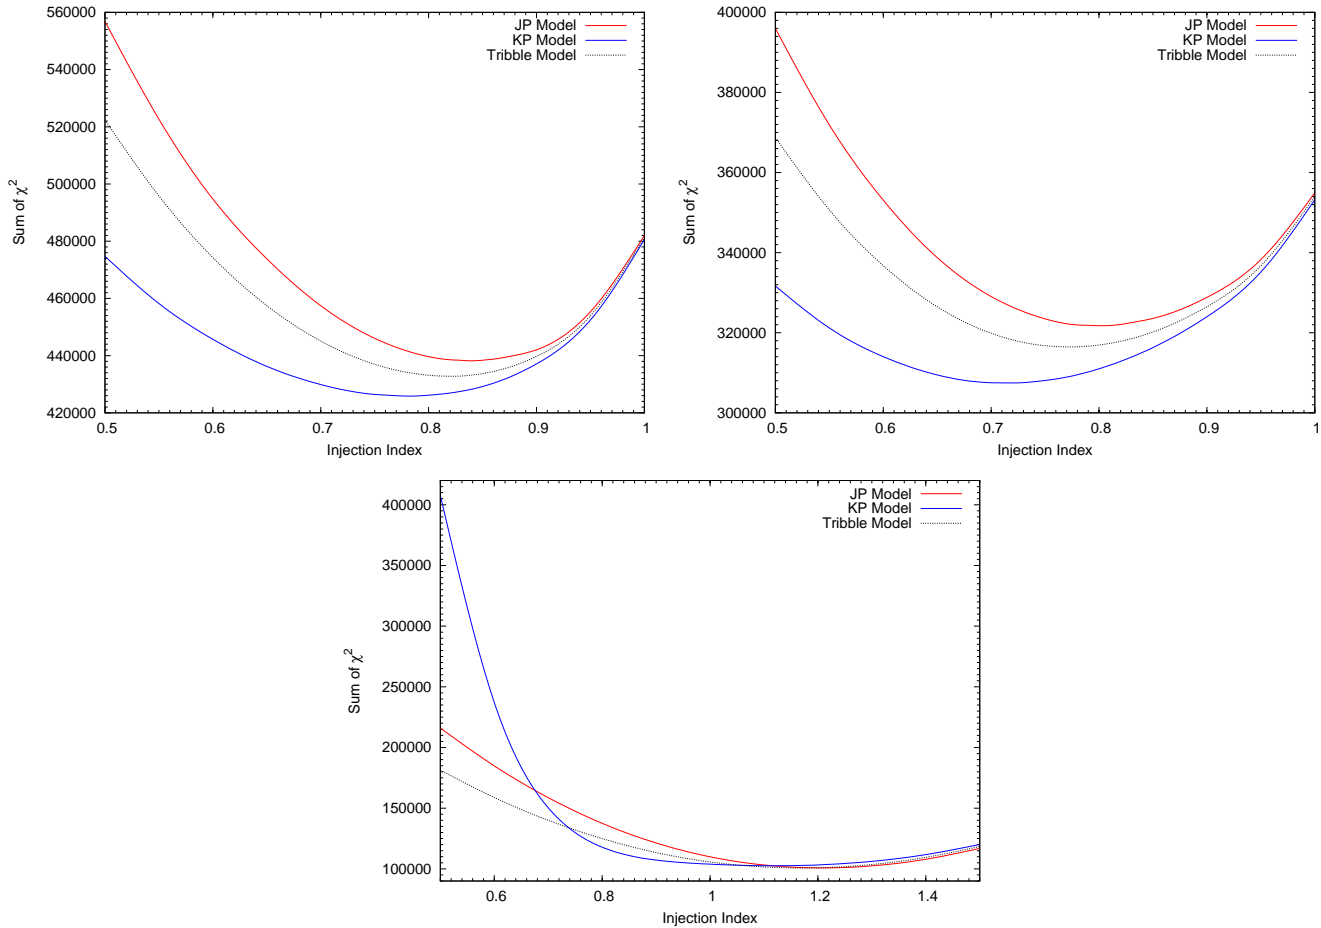 560000
540000
520000
500000
480000
460000
440000
420000
0.5 0.6 0.7 0.8 0.9 1
Sum of χ²
Injection Index
JP Model
KP Model
Tribble Model
400000
380000
360000
340000
320000
300000
0.5 0.6 0.7 0.8 0.9 1
Sum of χ²
Injection Index
JP Model
KP Model
Tribble Model
400000
350000
300000
250000
200000
150000
100000
0.6 0.8 1 1.2 1.4
Sum of χ²
Injection Index
JP Model
KP Model
Tribble Model